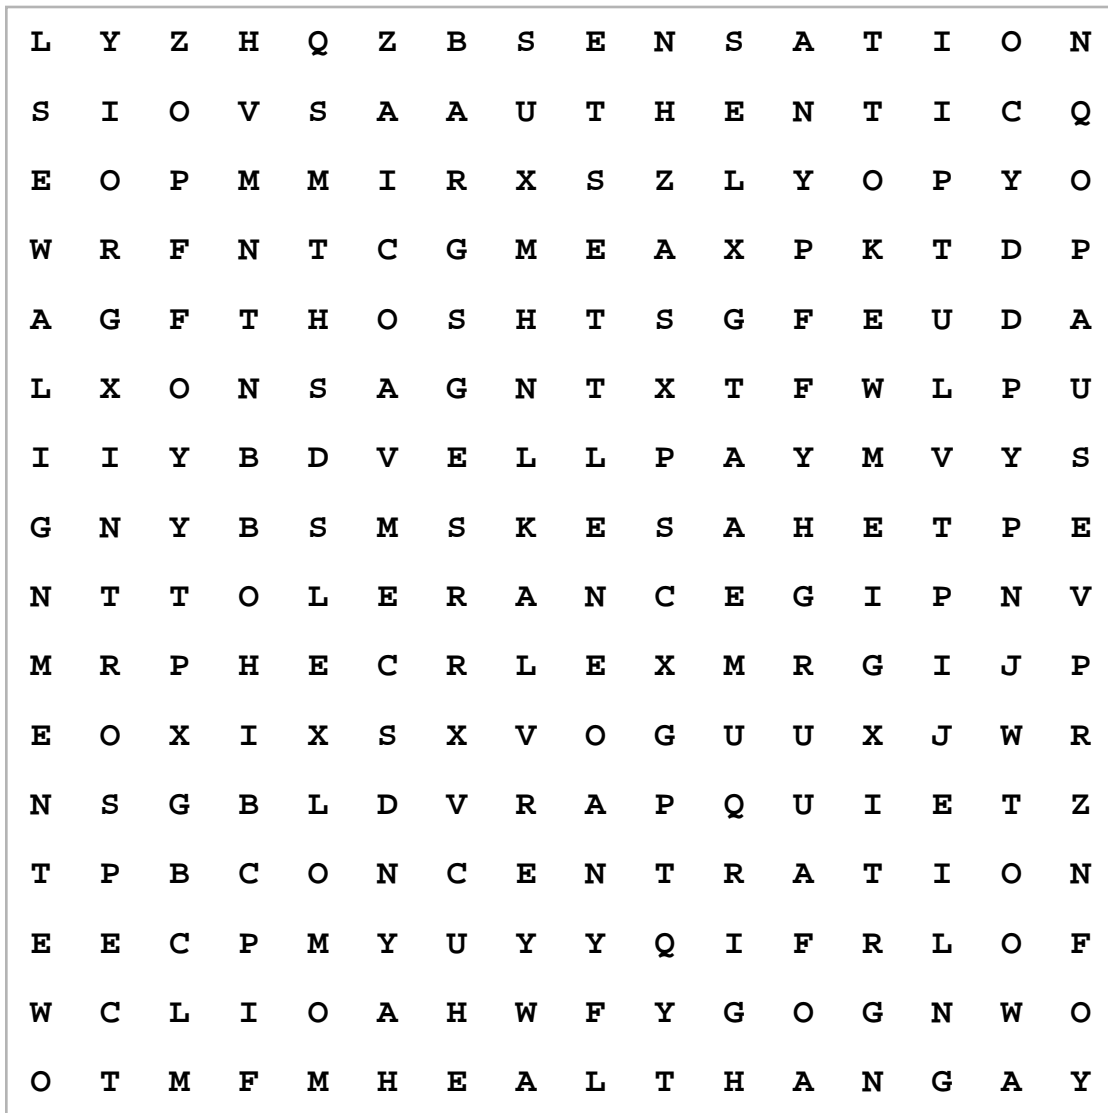 L Y Z H Q Z B S E N S A T I O N
S I O V S A A U T H E N T I C Q
E O P M M I R X S Z L Y O P Y O
W R F N T C G M E A X P K T D P
A G F T H O S H T S G F E U D A
L X O N S A G N T X T F W L P U
I I Y B D V E L L P A Y M V Y S
G N Y B S M S K E S A H E T P E
N T T O L E R A N C E G I P N V
M R P H E C R L E X M R G I J P
E O X I X S X V O G U U X J W R
N S G B L D V R A P Q U I E T Z
T P B C O N C E N T R A T I O N
E E C P M Y U Y Y Q I F R L O F
W C L I O A H W F Y G O G N W O
O T M F M H E A L T H A N G A Y